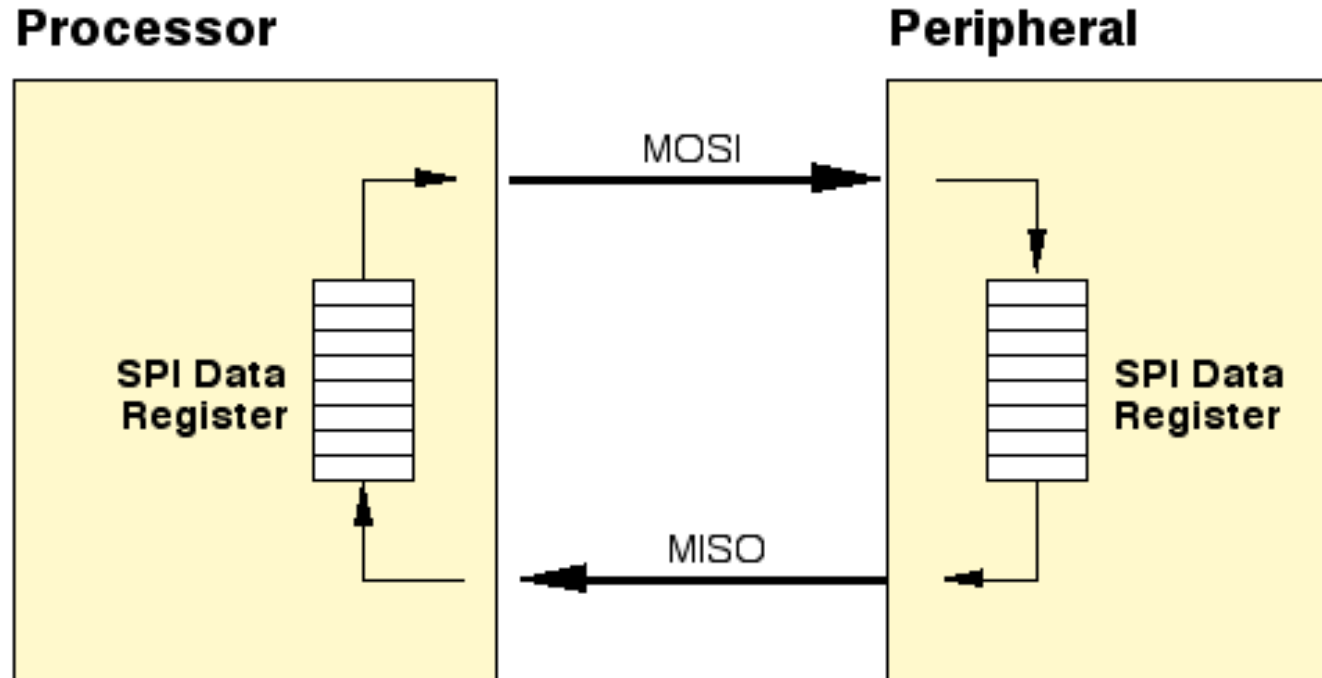 Processor
Peripheral
MOSI
SPI Data
Register
SPI Data
Register
MISO